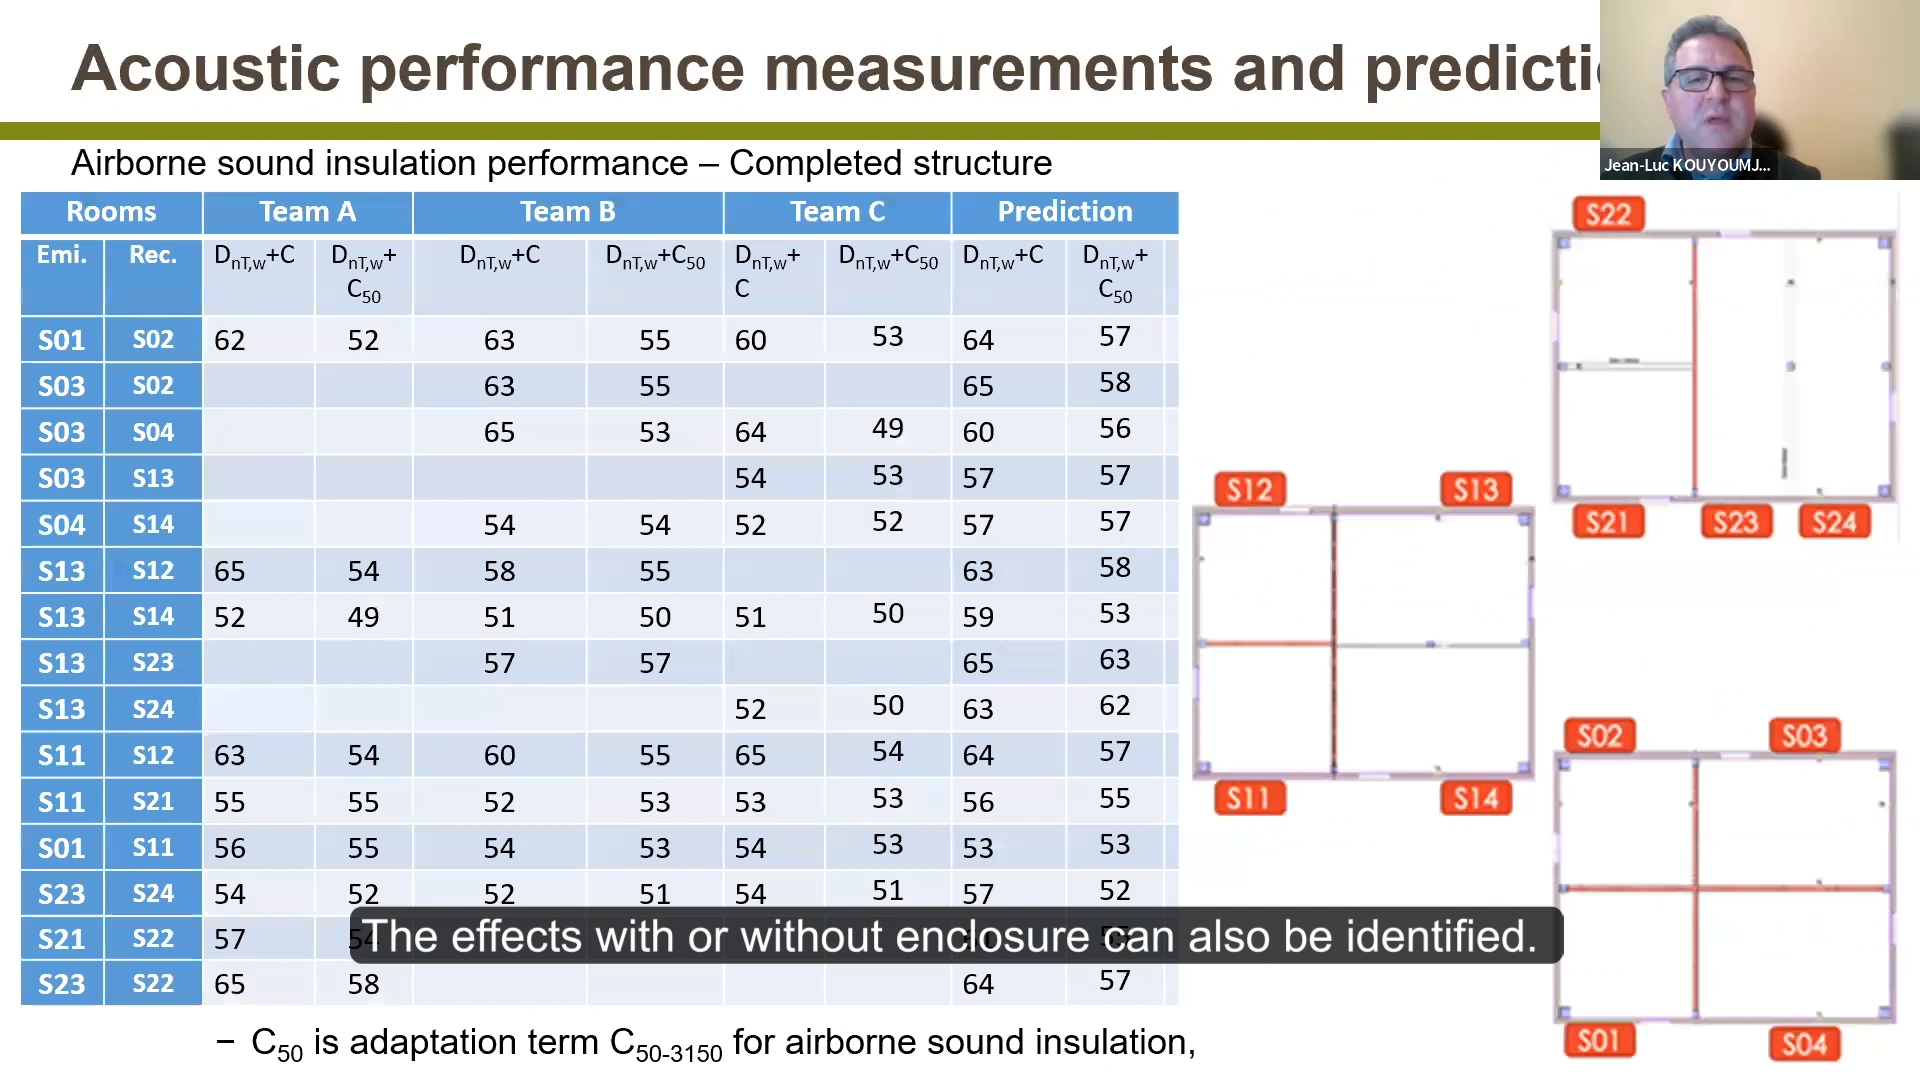 Acoustic performance measurements and predicti
Jean-Luc KOUYOUMJ...
Airborne sound insulation performance – Completed structure
Rooms Team A Team B Team C Prediction
Emi. Rec. DnT,w+C DnT,w+C50 DnT,w+C DnT,w+C50 DnT,w+C DnT,w+C50 DnT,w+C DnT,w+C50
S01 S02 62 52 63 55 60 53 64 57
S03 S02 63 55 65 58
S03 S04 65 53 64 49 60 56
S03 S13 54 53 57 57
S04 S14 54 54 52 52 57 57
S13 S12 65 54 58 55 63 58
S13 S14 52 49 51 50 51 50 59 53
S13 S23 57 57 65 63
S13 S24 52 50 63 62
S11 S12 63 54 60 55 65 54 64 57
S11 S21 55 55 52 53 53 53 56 55
S01 S11 56 55 54 53 54 53 53 53
S23 S24 54 52 52 51 54 51 57 52
S21 S22 57 54
S23 S22 65 58 64 57
The effects with or without enclosure can also be identified.
– C50 is adaptation term C50-3150 for airborne sound insulation,
S22
S21 S23 S24
S12 S13
S11 S14
S02 S03
S01 S04